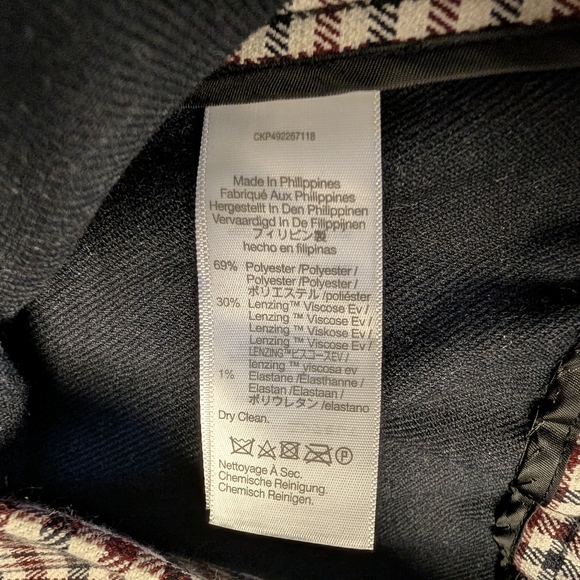 CKP492267118
Made In Philippines
Fabriqué Aux Philippines
Hergestellt In Den Philippinen
Vervaardigd In De Filippijnen
フィリピン製
hecho en filipinas
69% Polyester /Polyester /
Polyester /Polyester /
ポリエステル /poliéster
30% Lenzing™ Viscose Ev /
Lenzing ™ Viscose Ev /
Lenzing ™ Viskose Ev /
Lenzing ™ Viscose Ev /
LENZING™ビスコースEV /
lenzing ™ viscosa ev
1% Elastane /Elasthanne /
Elastan /Elastaan /
ポリウレタン /elastano
Dry Clean.
P
Nettoyage À Sec.
Chemische Reinigung.
Chemisch Reinigen.